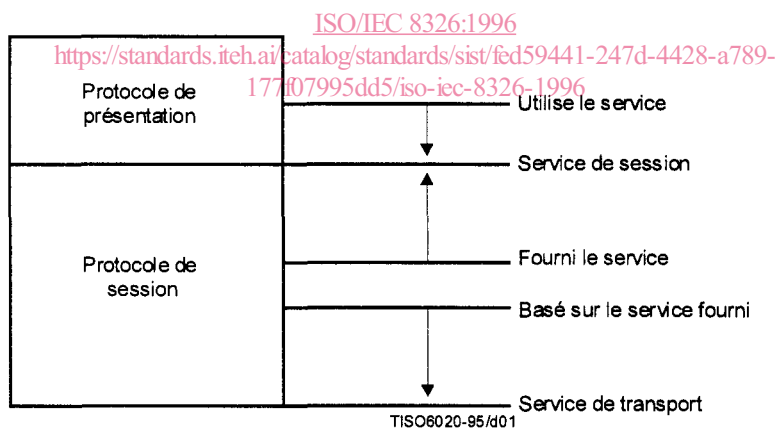 ISO/IEC 8326:1996
https://standards.iteh.ai/catalog/standards/sist/fed59441-247d-4428-a789-
177f07995dd5/iso-iec-8326-1996
Protocole de
présentation
Utilise le service
Service de session
Protocole de
session
Fourni le service
Basé sur le service fourni
Service de transport
TISO6020-95/d01